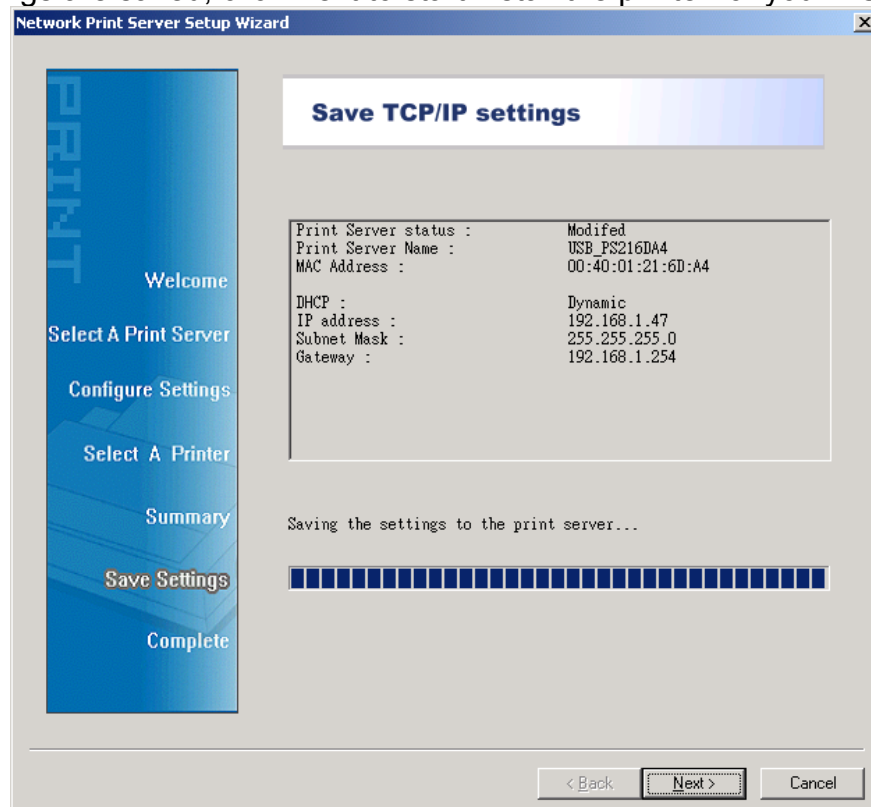 Network Print Server Setup Wizard
PRINT
Save TCP/IP settings
Welcome
Select A Print Server
Configure Settings
Select A Printer
Summary
Save Settings
Complete
Print Server status : Modifed
Print Server Name : USB_PS216DA4
MAC Address : 00:40:01:21:6D:A4
DHCP : Dynamic
IP address : 192.168.1.47
Subnet Mask : 255.255.255.0
Gateway : 192.168.1.254
Saving the settings to the print server...
< Back
Next >
Cancel